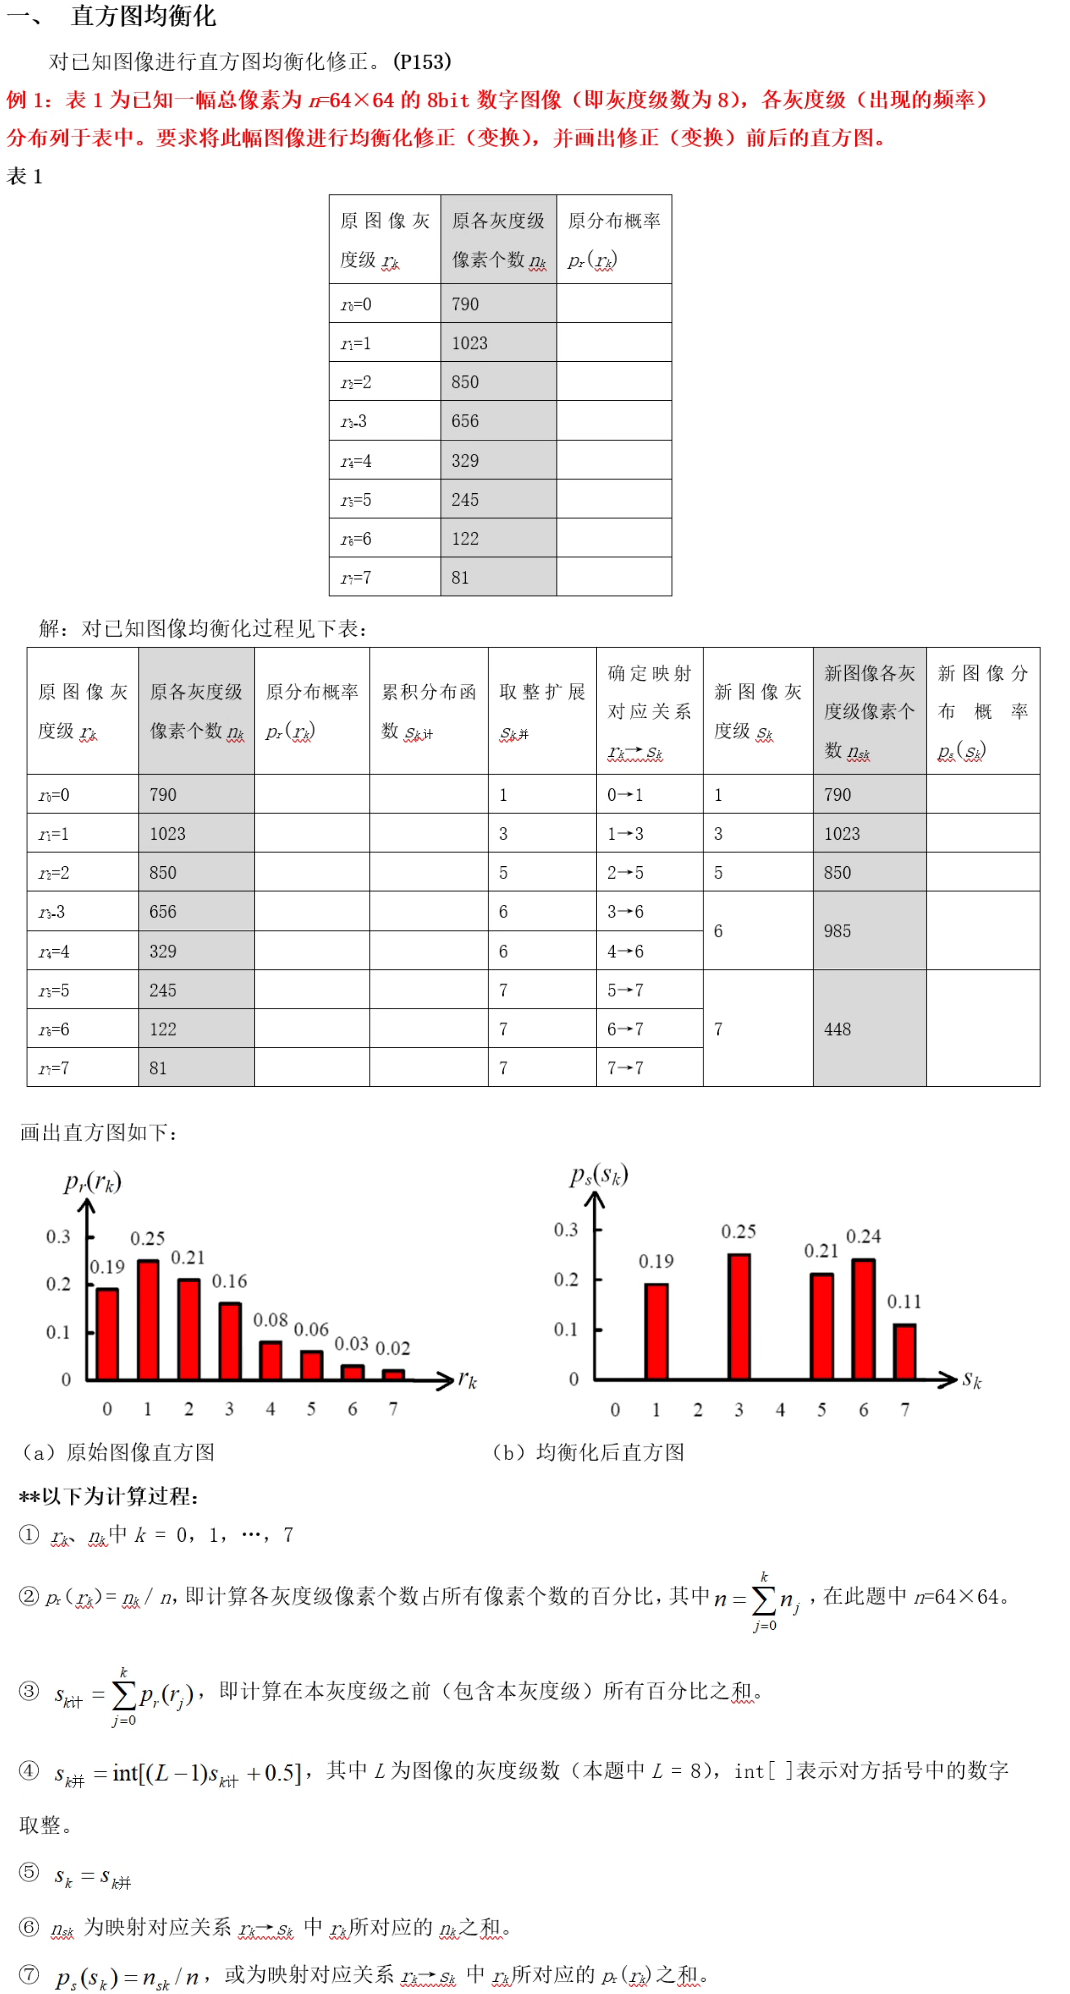 一、 直方图均衡化
对已知图像进行直方图均衡化修正。(P153)
例 1：表 1 为已知一幅总像素为 n=64×64 的 8bit 数字图像（即灰度级数为 8），各灰度级（出现的频率）
分布列于表中。要求将此幅图像进行均衡化修正（变换），并画出修正（变换）前后的直方图。
表 1
原图像灰度级 rk 原各灰度级像素个数 nk 原分布概率 pr(rk)
r0=0 790
r1=1 1023
r2=2 850
r3-3 656
r4=4 329
r5=5 245
r6=6 122
r7=7 81
解：对已知图像均衡化过程见下表：
原图像灰度级 rk 原各灰度级像素个数 nk 原分布概率 pr(rk) 累积分布函数 sk计 取整扩展 sk并 确定映射对应关系 rk→sk 新图像灰度级 sk 新图像各灰度级像素个数 nsk 新图像分布概率 ps(sk)
r0=0 790 1 0→1 1 790
r1=1 1023 3 1→3 3 1023
r2=2 850 5 2→5 5 850
r3-3 656 6 3→6 6 985
r4=4 329 6 4→6
r5=5 245 7 5→7 7 448
r6=6 122 7 6→7
r7=7 81 7 7→7
画出直方图如下：
pr(rk)
0.3
0.2
0.1
0
0.19 0.25 0.21 0.16 0.08 0.06 0.03 0.02
rk
0 1 2 3 4 5 6 7
ps(sk)
0.3
0.2
0.1
0
0.19 0.25 0.21 0.24 0.11
sk
0 1 2 3 4 5 6 7
（a）原始图像直方图
（b）均衡化后直方图
**以下为计算过程：
① rk、nk中 k = 0，1，…，7
② pr(rk)= nk/ n，即计算各灰度级像素个数占所有像素个数的百分比，其中 n = ∑_{j=0}^{k} nj ，在此题中 n=64×64。
③ sk计 = ∑_{j=0}^{k} pr(rj)，即计算在本灰度级之前（包含本灰度级）所有百分比之和。
④ sk并 = int[(L−1)sk计 +0.5]，其中 L 为图像的灰度级数（本题中 L = 8），int[ ]表示对方括号中的数字
取整。
⑤ sk = sk并
⑥ nsk 为映射对应关系 rk→sk 中 rk所对应的 nk之和。
⑦ ps(sk) = nsk / n，或为映射对应关系 rk→sk 中 rk所对应的 pr(rk)之和。